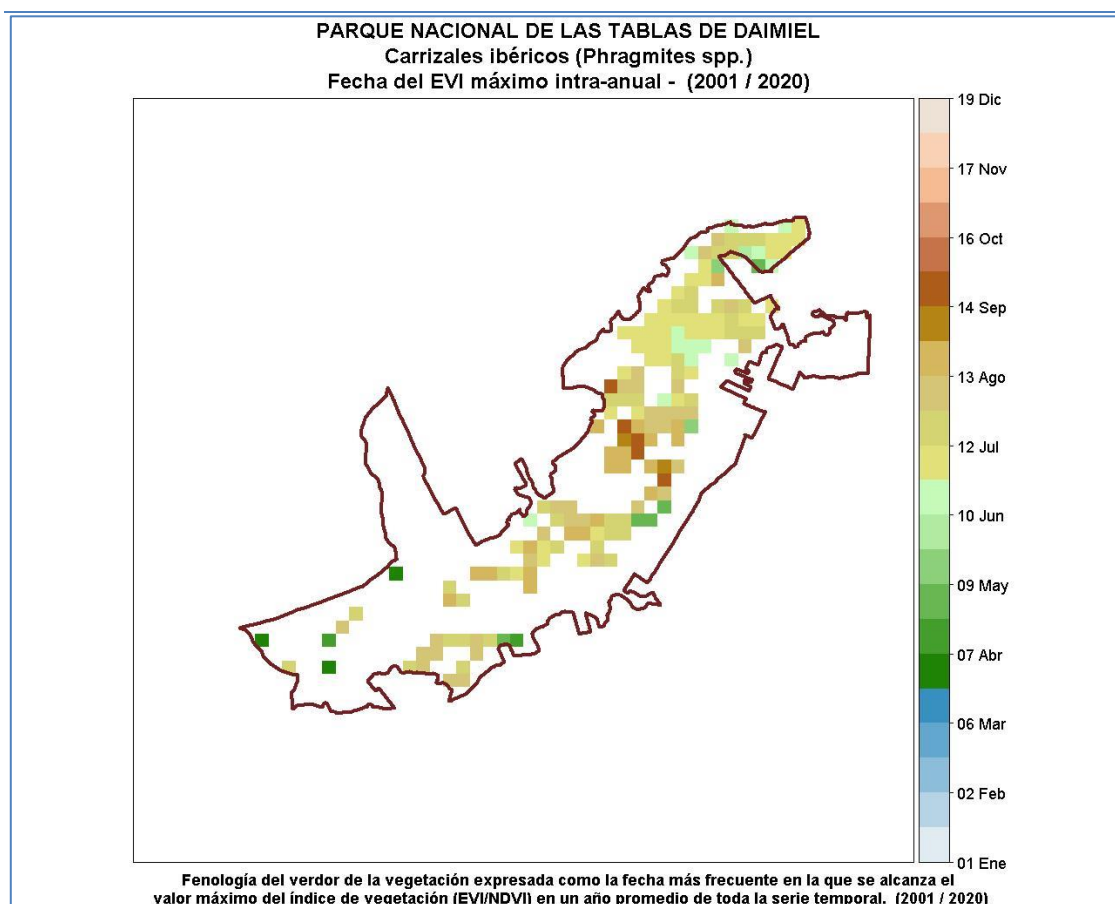 PARQUE NACIONAL DE LAS TABLAS DE DAIMIEL
Carrizales ibéricos (Phragmites spp.)
Fecha del EVI máximo intra-anual - (2001 / 2020)
19 Dic
17 Nov
16 Oct
14 Sep
13 Ago
12 Jul
10 Jun
09 May
07 Abr
06 Mar
02 Feb
01 Ene
Fenología del verdor de la vegetación expresada como la fecha más frecuente en la que se alcanza el
valor máximo del índice de vegetación (EVI/NDVI) en un año promedio de toda la serie temporal. (2001 / 2020)